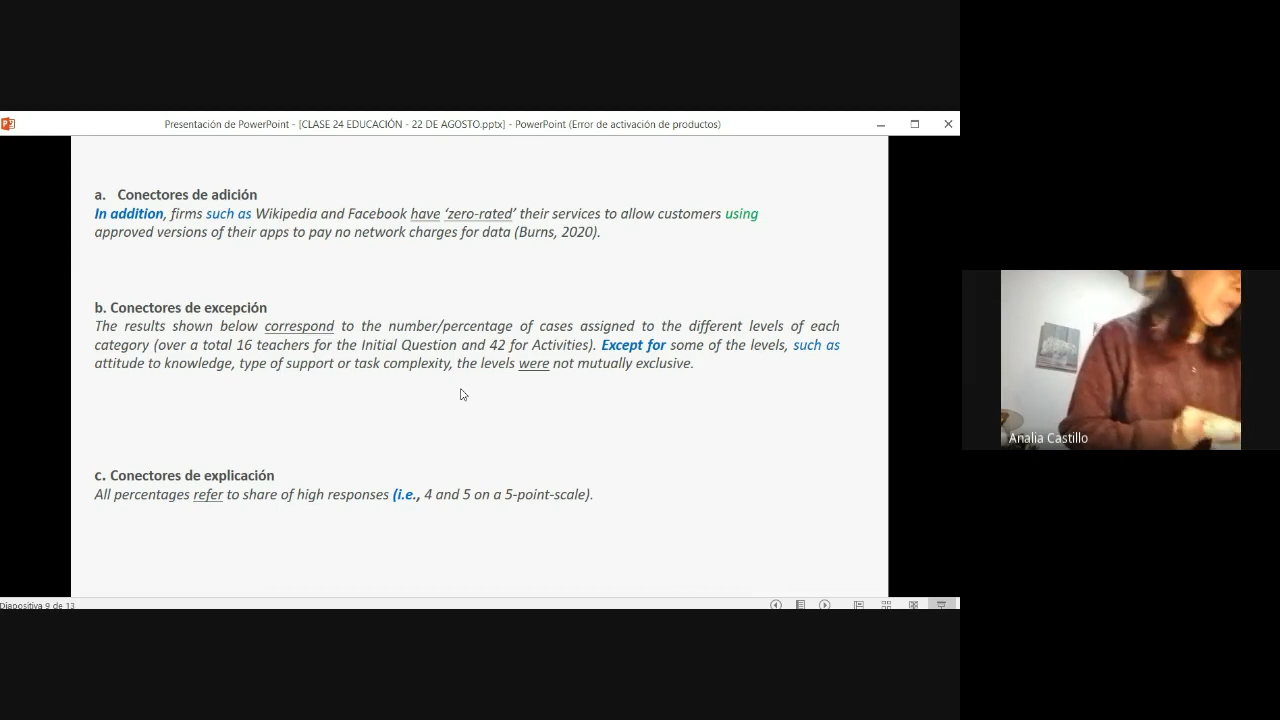 Presentación de PowerPoint - [CLASE 24 EDUCACIÓN - 22 DE AGOSTO.pptx] - PowerPoint (Error de activación de productos)
a. Conectores de adición
In addition, firms such as Wikipedia and Facebook have ‘zero-rated’ their services to allow customers using
approved versions of their apps to pay no network charges for data (Burns, 2020).
b. Conectores de excepción
The results shown below correspond to the number/percentage of cases assigned to the different levels of each
category (over a total 16 teachers for the Initial Question and 42 for Activities). Except for some of the levels, such as
attitude to knowledge, type of support or task complexity, the levels were not mutually exclusive.
c. Conectores de explicación
All percentages refer to share of high responses (i.e., 4 and 5 on a 5-point-scale).
Diapositiva 9 de 13
Analia Castillo